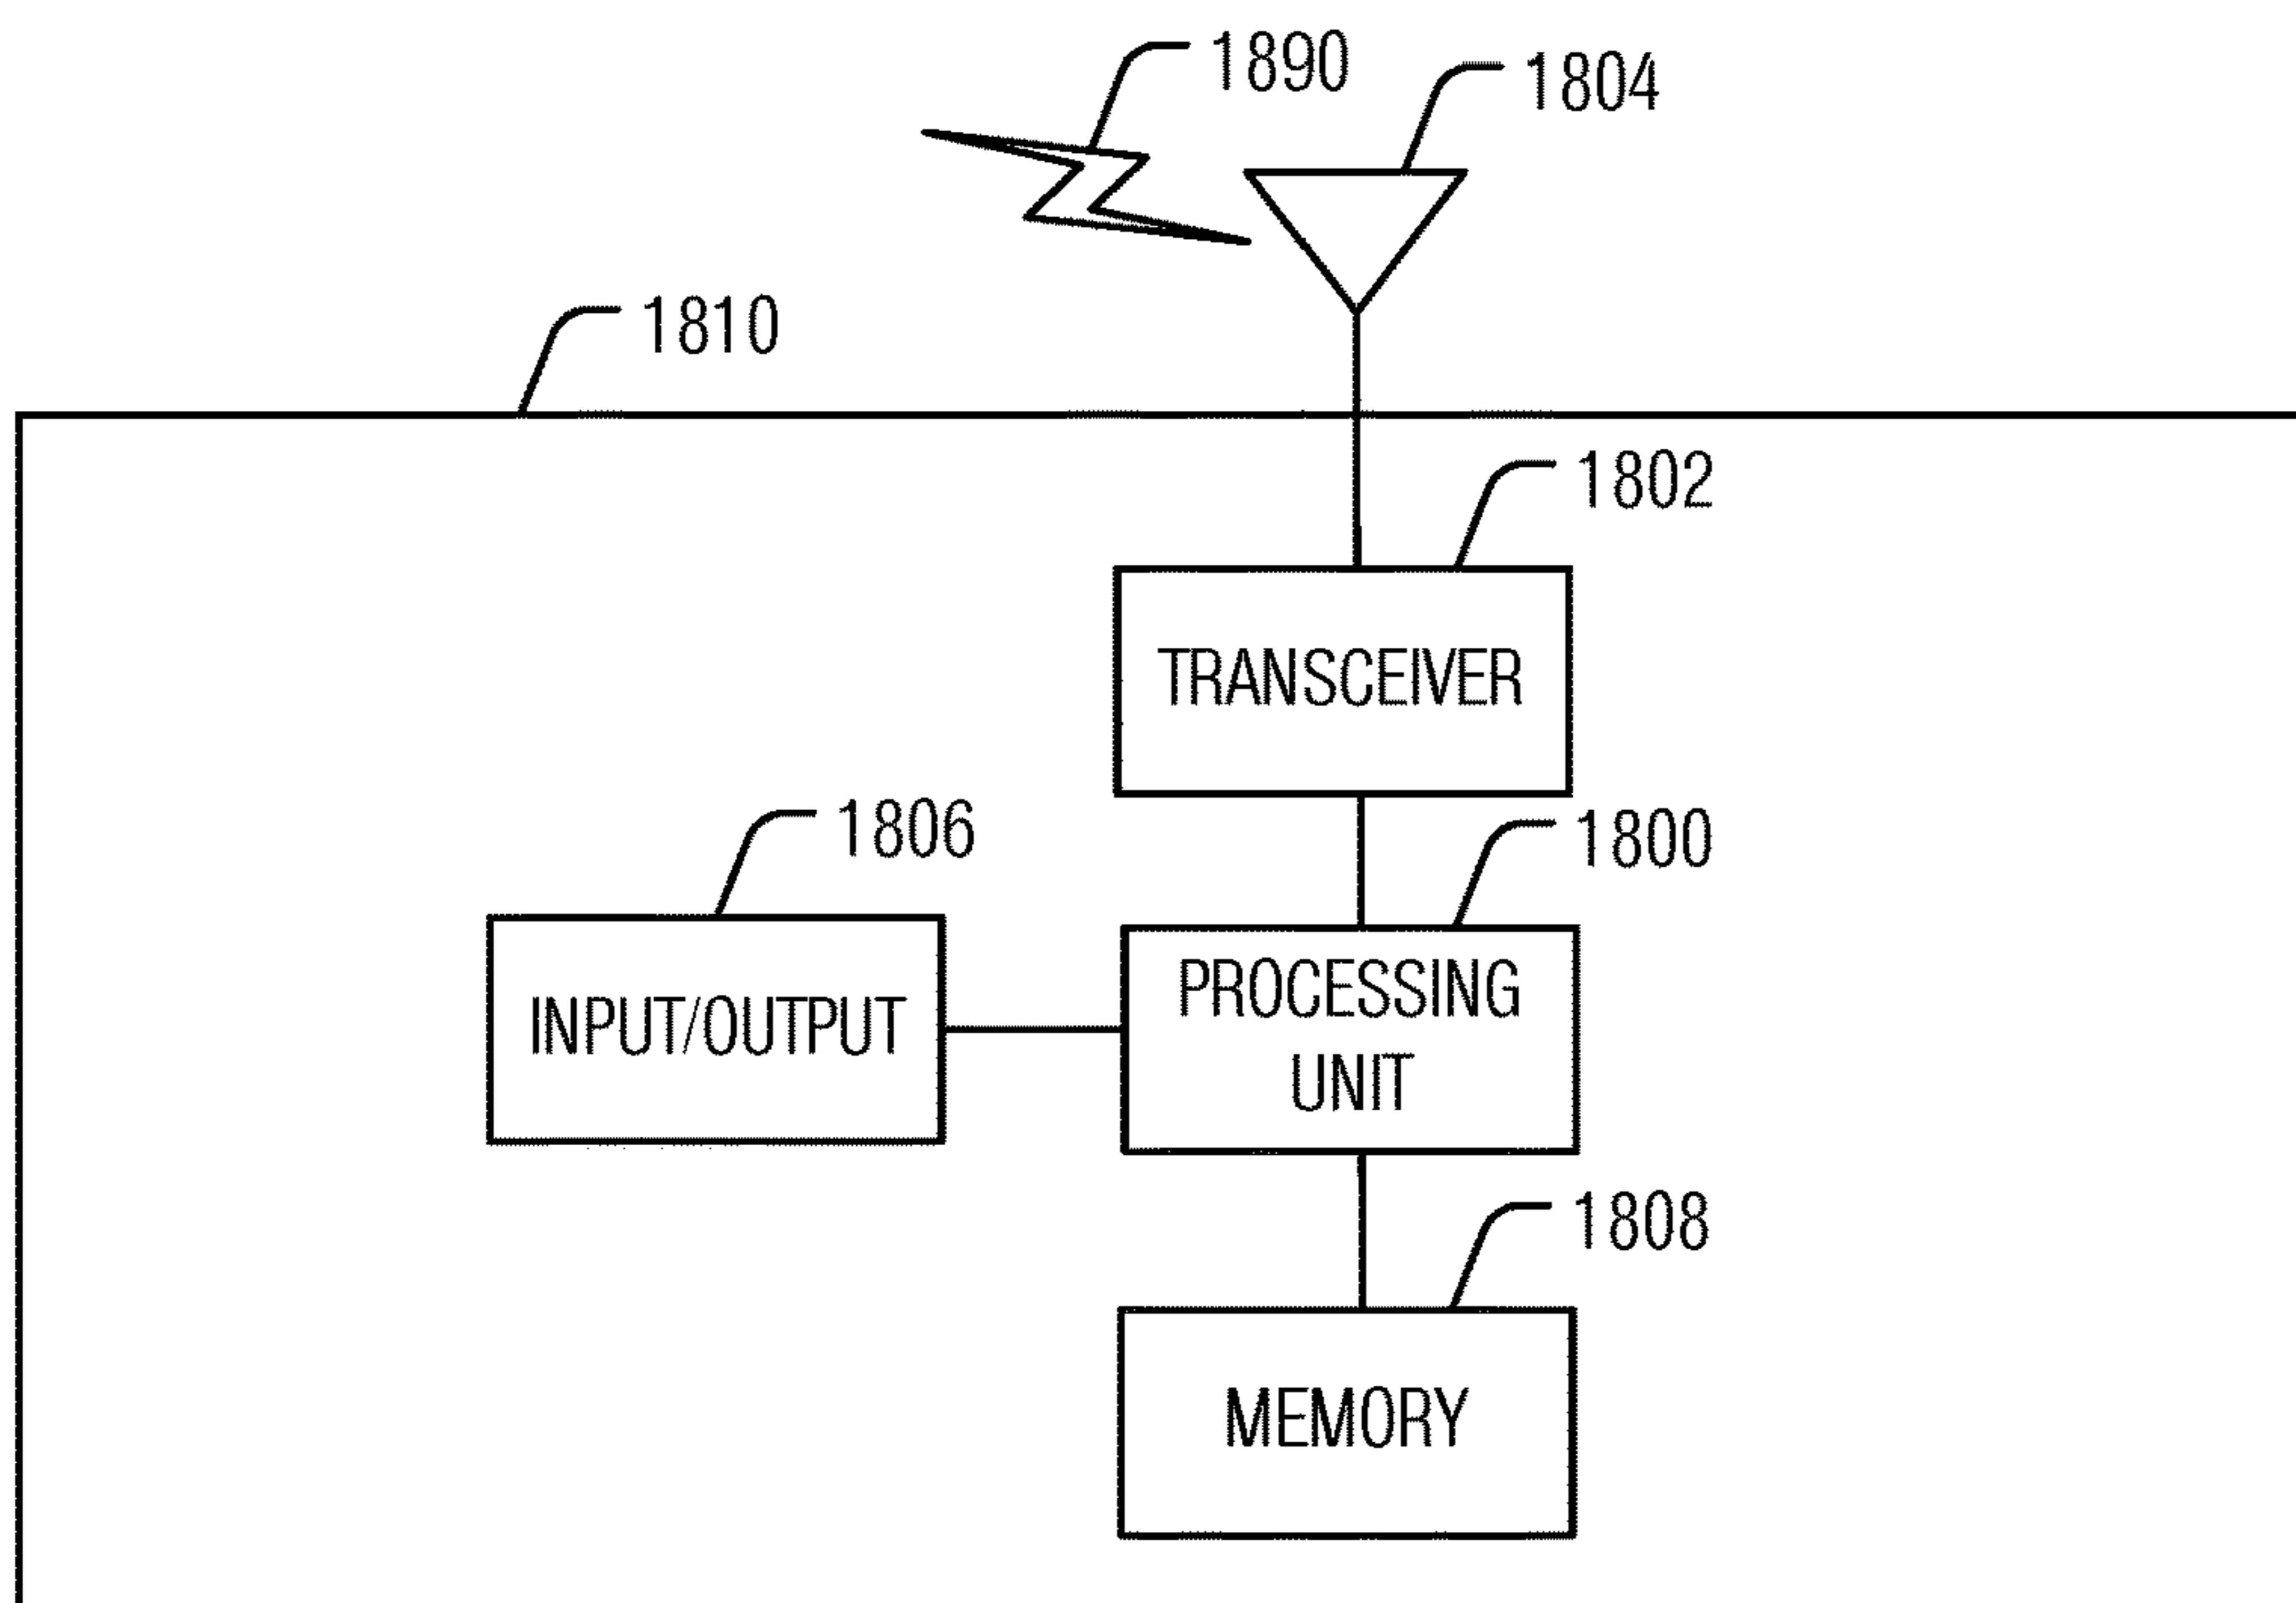 1890
1804
1810
1802
TRANSCEIVER
1806
1800
INPUT/OUTPUT
PROCESSING
UNIT
1808
MEMORY